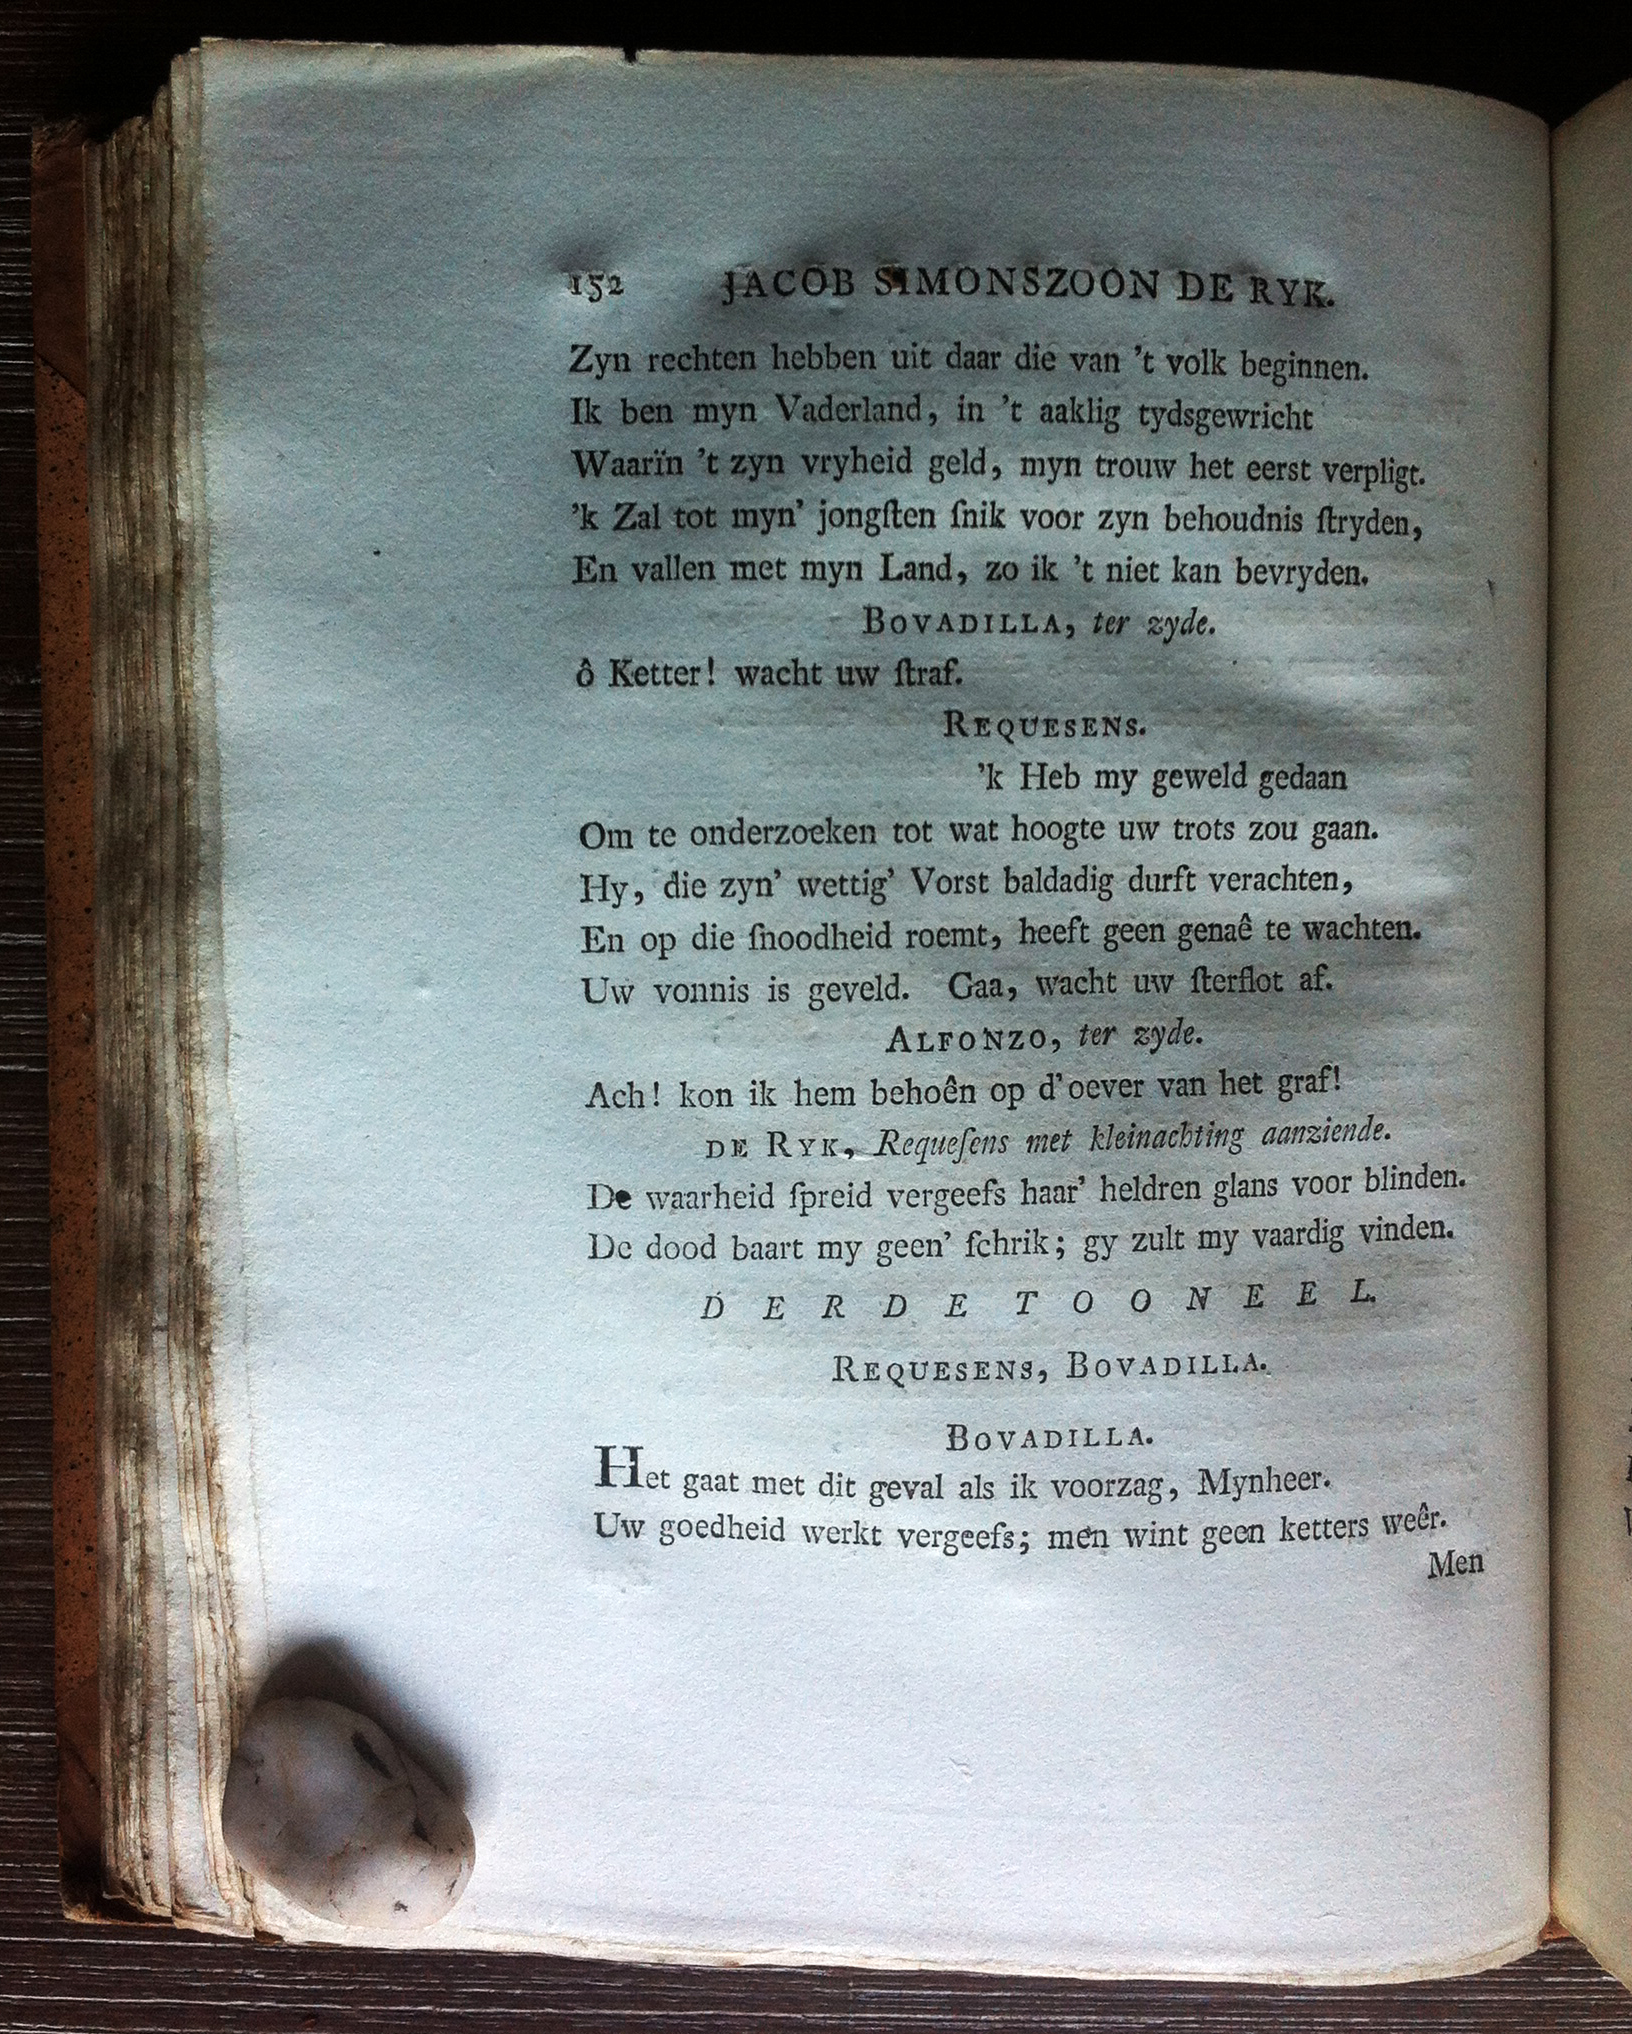 152 JACOB SIMONSZOON DE RYK.
Zyn rechten hebben uit daar die van 't volk beginnen.
Ik ben myn Vaderland, in 't aaklig tydsgewricht
Waarïn 't zyn vryheid geld, myn trouw het eerst verpligt.
'k Zal tot myn' jongſten ſnik voor zyn behoudnis ſtryden,
En vallen met myn Land, zo ik 't niet kan bevryden.
BOVADILLA, ter zyde.
ô Ketter! wacht uw ſtraf.
REQUESENS.
'k Heb my geweld gedaan
Om te onderzoeken tot wat hoogte uw trots zou gaan.
Hy, die zyn' wettig' Vorst baldadig durft verachten,
En op die ſnoodheid roemt, heeft geen genaê te wachten.
Uw vonnis is geveld. Gaa, wacht uw ſterflot af.
ALFONZO, ter zyde.
Ach! kon ik hem behoên op d'oever van het graf!
DE RYK, Requeſens met kleinachting aanziende.
De waarheid ſpreid vergeefs haar' heldren glans voor blinden.
De dood baart my geen' ſchrik; gy zult my vaardig vinden.
DERDE TOONEEL.
REQUESENS, BOVADILLA.
BOVADILLA.
Het gaat met dit geval als ik voorzag, Mynheer.
Uw goedheid werkt vergeefs; men wint geen ketters weêr.
Men